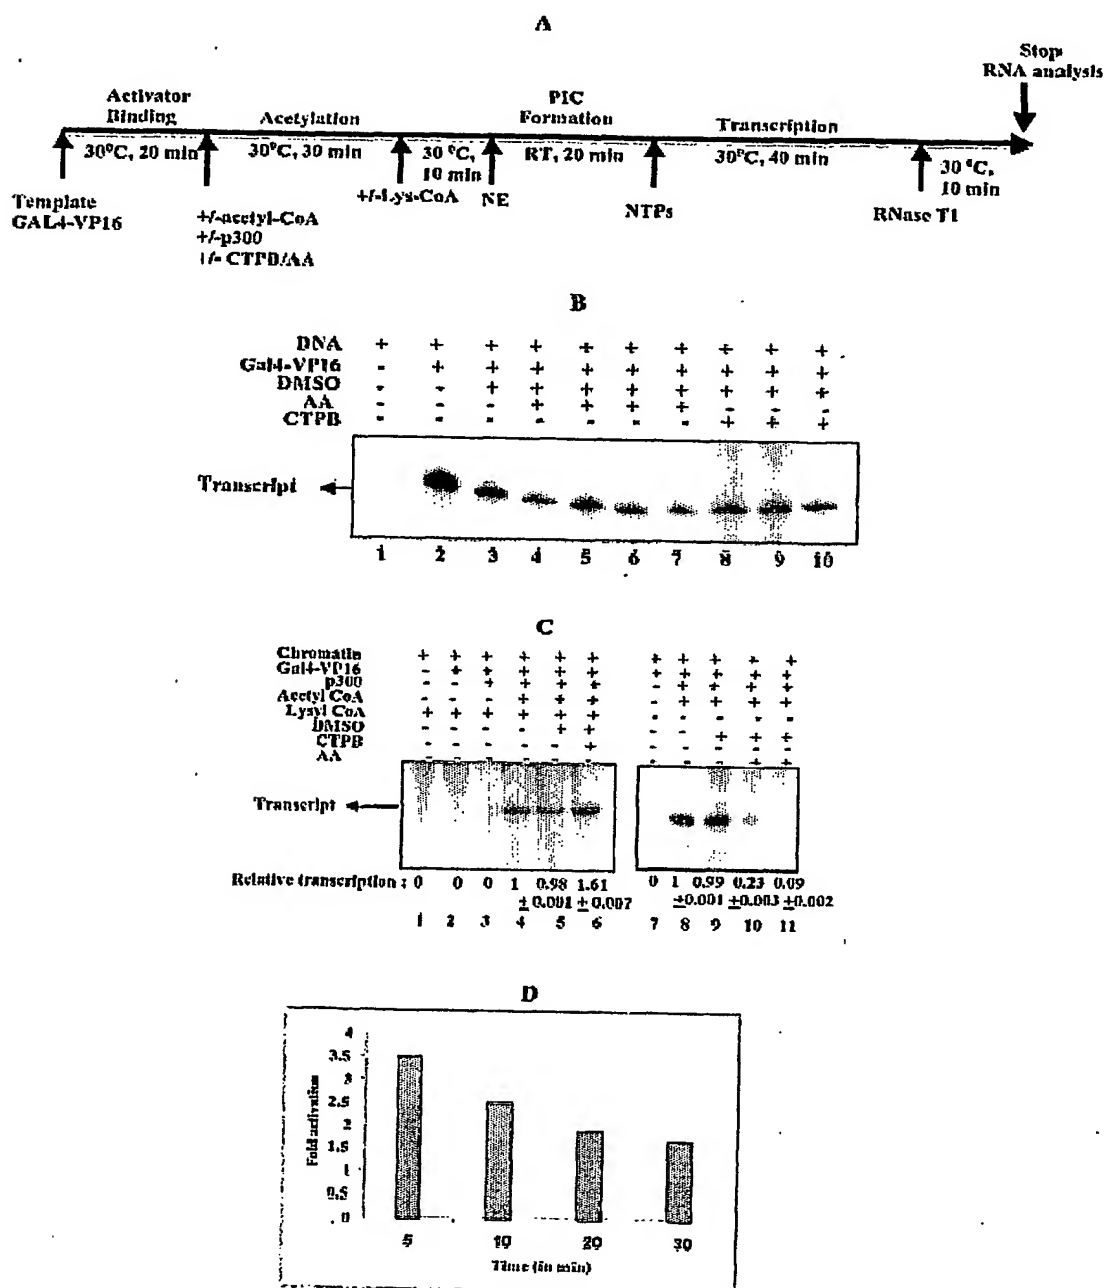 A
Stop
RNA analysis
Activator Binding
Acetylation
PIC Formation
Transcription
30°C, 20 min
30°C, 30 min
30 °C, 10 min
RT, 20 min
30°C, 40 min
30 °C, 10 min
Template
GAL4-VP16
+/-acetyl-CoA
+/-p300
+/- CTPB/AA
+/-Lys-CoA
NE
NTPs
RNase T1
B
DNA + + + + + + + + + +
Gal4-VP16 - + + + + + + + + +
DMSO - - + + + + + + + +
AA - - - + + + + - - -
CTPB - - - - - - - + + +
Transcript
1 2 3 4 5 6 7 8 9 10
C
Chromatin + + + + + + + + + + +
Gal4-VP16 - + + + + + + + + + +
p300 - - + + + + - + + + +
Acetyl CoA - - - + + + - + + + +
Lysyl CoA + + + + + + - - - - -
DMSO - - - - + + - - + + +
CTPB - - - - - + - - - - -
AA - - - - - - - - - + +
Transcript
Relative transcription : 0 0 0 1 0.98 1.61 0 1 0.99 0.23 0.09
± 0.001 ± 0.007 ±0.001 ±0.003 ±0.002
1 2 3 4 5 6 7 8 9 10 11
D
Fold activation
4
3.5
3
2.5
2
1.5
1
0.5
0
5 10 20 30
Time (in min)